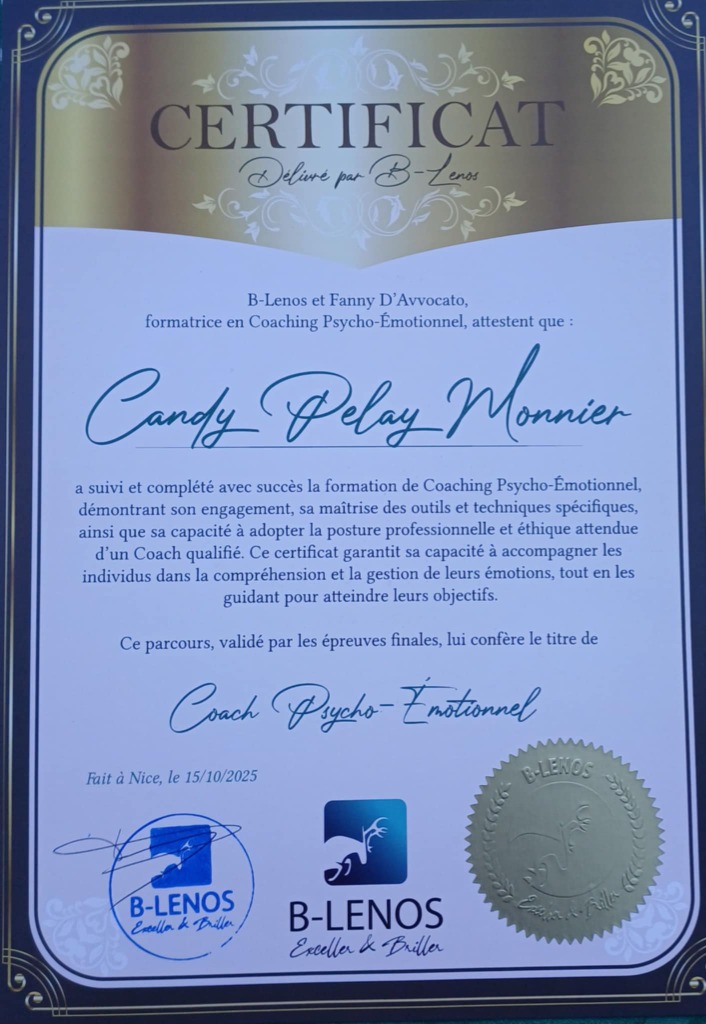 CERTIFICAT
Délivré par B-Lenos
B-Lenos et Fanny D'Avvocato,
formatrice en Coaching Psycho-Émotionnel, attestent que :
Candy Pelay Monnier
a suivi et complété avec succès la formation de Coaching Psycho-Émotionnel,
démontrant son engagement, sa maîtrise des outils et techniques spécifiques,
ainsi que sa capacité à adopter la posture professionnelle et éthique attendue
d'un Coach qualifié. Ce certificat garantit sa capacité à accompagner les
individus dans la compréhension et la gestion de leurs émotions, tout en les
guidant pour atteindre leurs objectifs.
Ce parcours, validé par les épreuves finales, lui confère le titre de
Coach Psycho-Émotionnel
Fait à Nice, le 15/10/2025
B-LENOS
Exceller & Briller
B-LENOS
Exceller & Briller
B-LENOS
Exceller & Briller